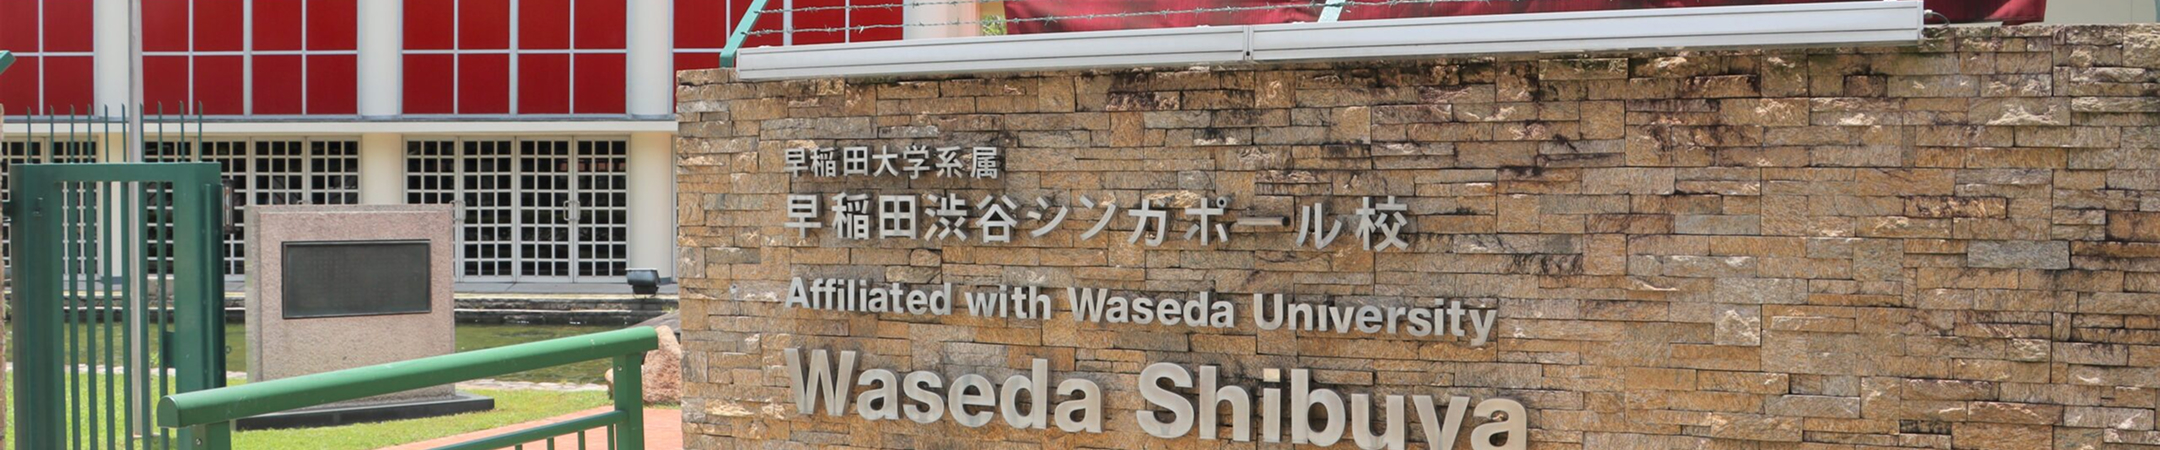 早稲田大学系属
早稲田渋谷シンガポール校
Affiliated with Waseda University
Waseda Shibuya